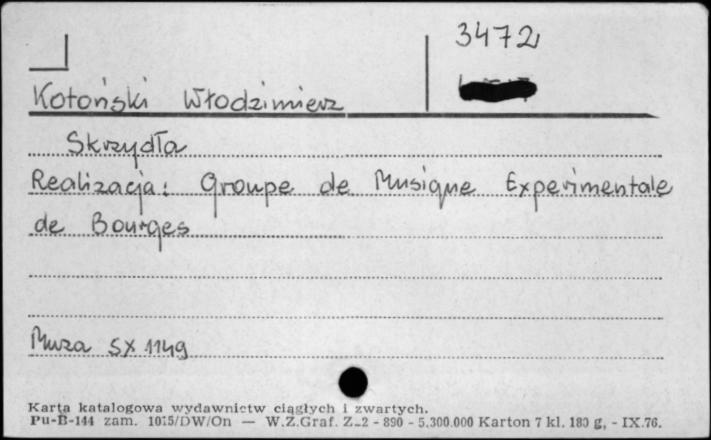 3472
Kotoński Włodzimierz
Skrzydła
Realizacja: Groupe de Musique Experimentale
de Bourges
Muza SX 1149
Karta katalogowa wydawnictw ciągłych i zwartych.
Pu-B-144 zam. 1015/DW/On — W.Z.Graf. Z-2 - 890 - 5.300.000 Karton 7 kl. 180 g, - IX.76.